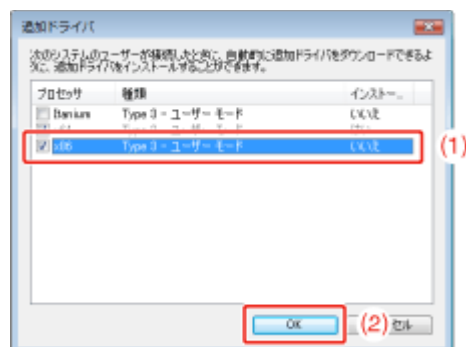 追加ドライバ
次のシステムのユーザーが接続したときに、自動的に追加ドライバをダウンロードできるよ
うに、追加ドライバをインストールすることができます。
プロセッサ 種類 インストー...
Itanium Type 3 - ユーザー モード いいえ
x86 Type 3 - ユーザー モード いいえ
(1)
OK (2) セル